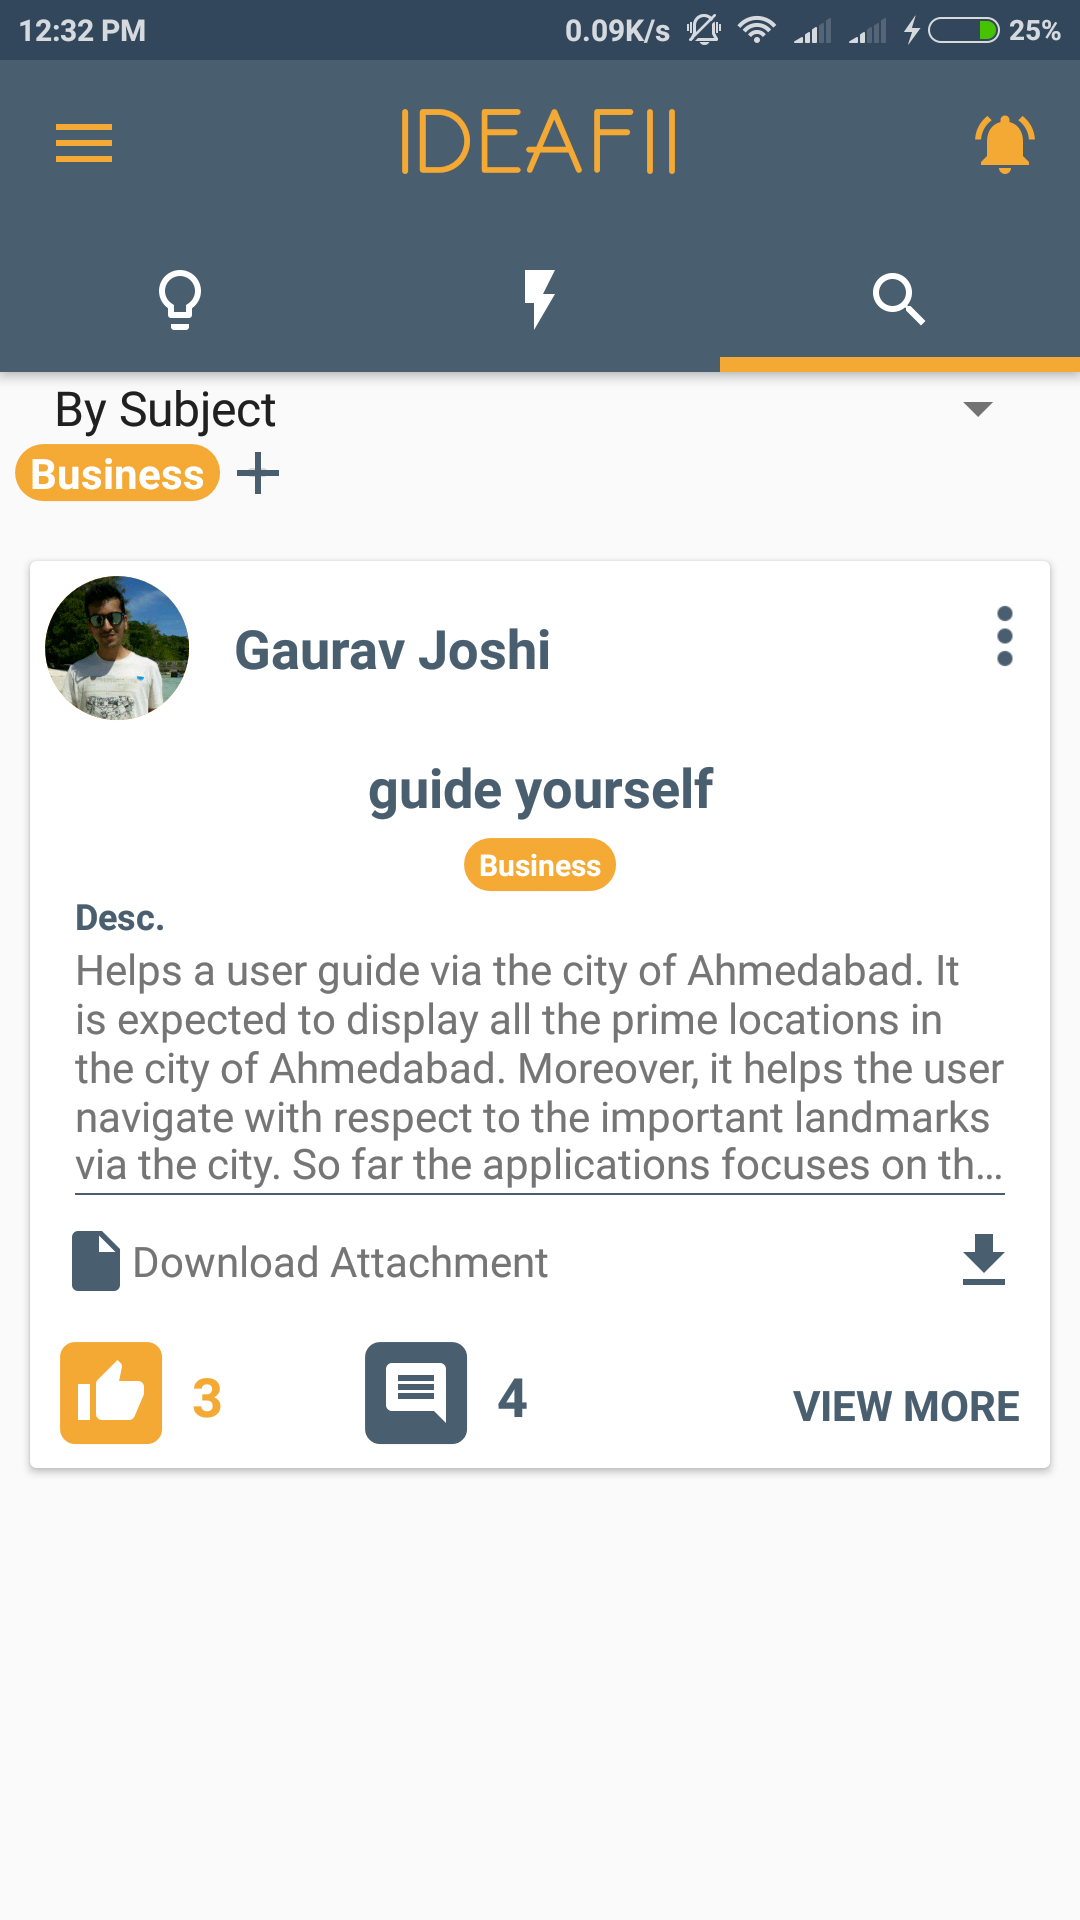 12:32 PM 0.09K/s 25%
IDEAFII
By Subject
Business
Gaurav Joshi
guide yourself
Business
Desc.
Helps a user guide via the city of Ahmedabad. It
is expected to display all the prime locations in
the city of Ahmedabad. Moreover, it helps the user
navigate with respect to the important landmarks
via the city. So far the applications focuses on th...
Download Attachment
3 4 VIEW MORE